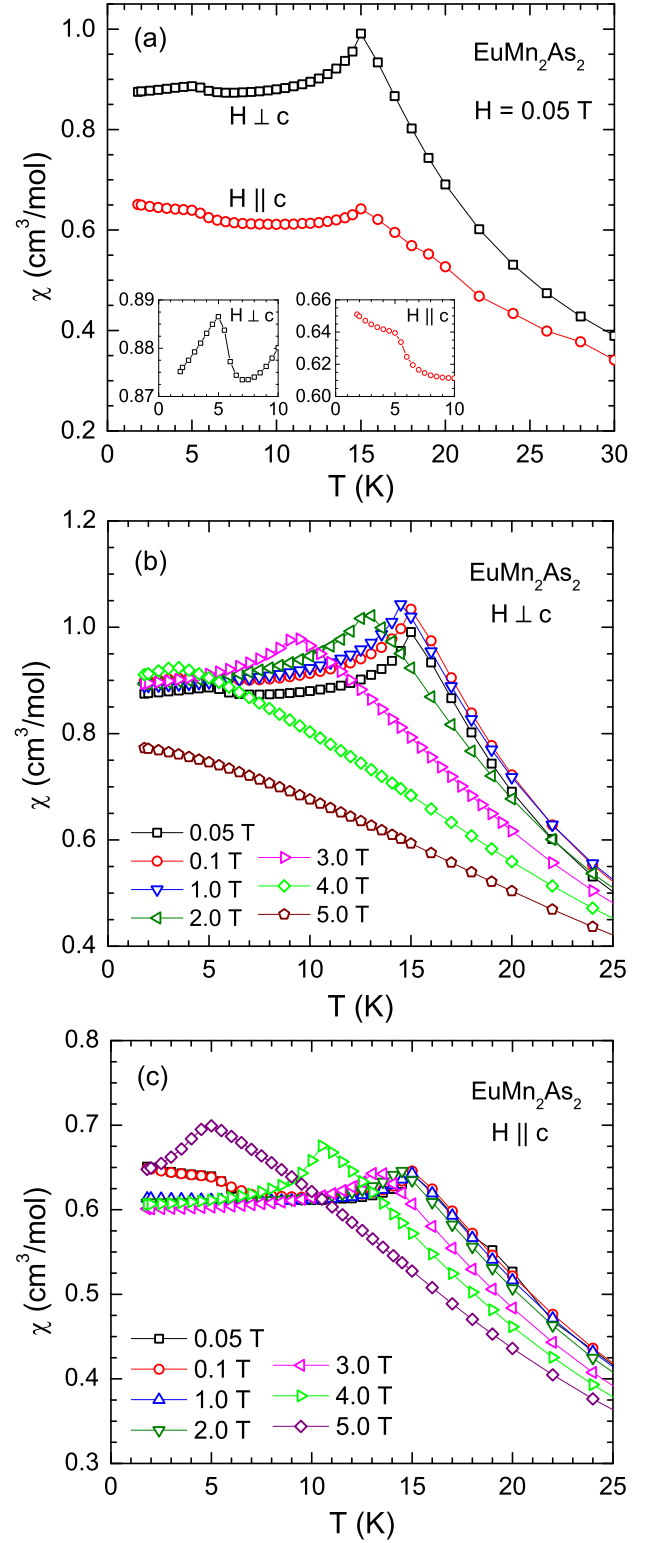 (a)
EuMn₂As₂
H = 0.05 T
H ⊥ c
H || c
χ (cm³/mol)
1.0
0.8
0.6
0.4
0.2
0.89
0.88
0.87
H ⊥ c
0 5 10
0.66
0.64
0.62
0.60
H || c
0 5 10
0 5 10 15 20 25 30
T (K)
(b)
EuMn₂As₂
H ⊥ c
χ (cm³/mol)
1.2
1.0
0.8
0.6
0.4
0.05 T
0.1 T
1.0 T
2.0 T
3.0 T
4.0 T
5.0 T
0 5 10 15 20 25
T (K)
(c)
EuMn₂As₂
H || c
χ (cm³/mol)
0.8
0.7
0.6
0.5
0.4
0.3
0.05 T
0.1 T
1.0 T
2.0 T
3.0 T
4.0 T
5.0 T
0 5 10 15 20 25
T (K)